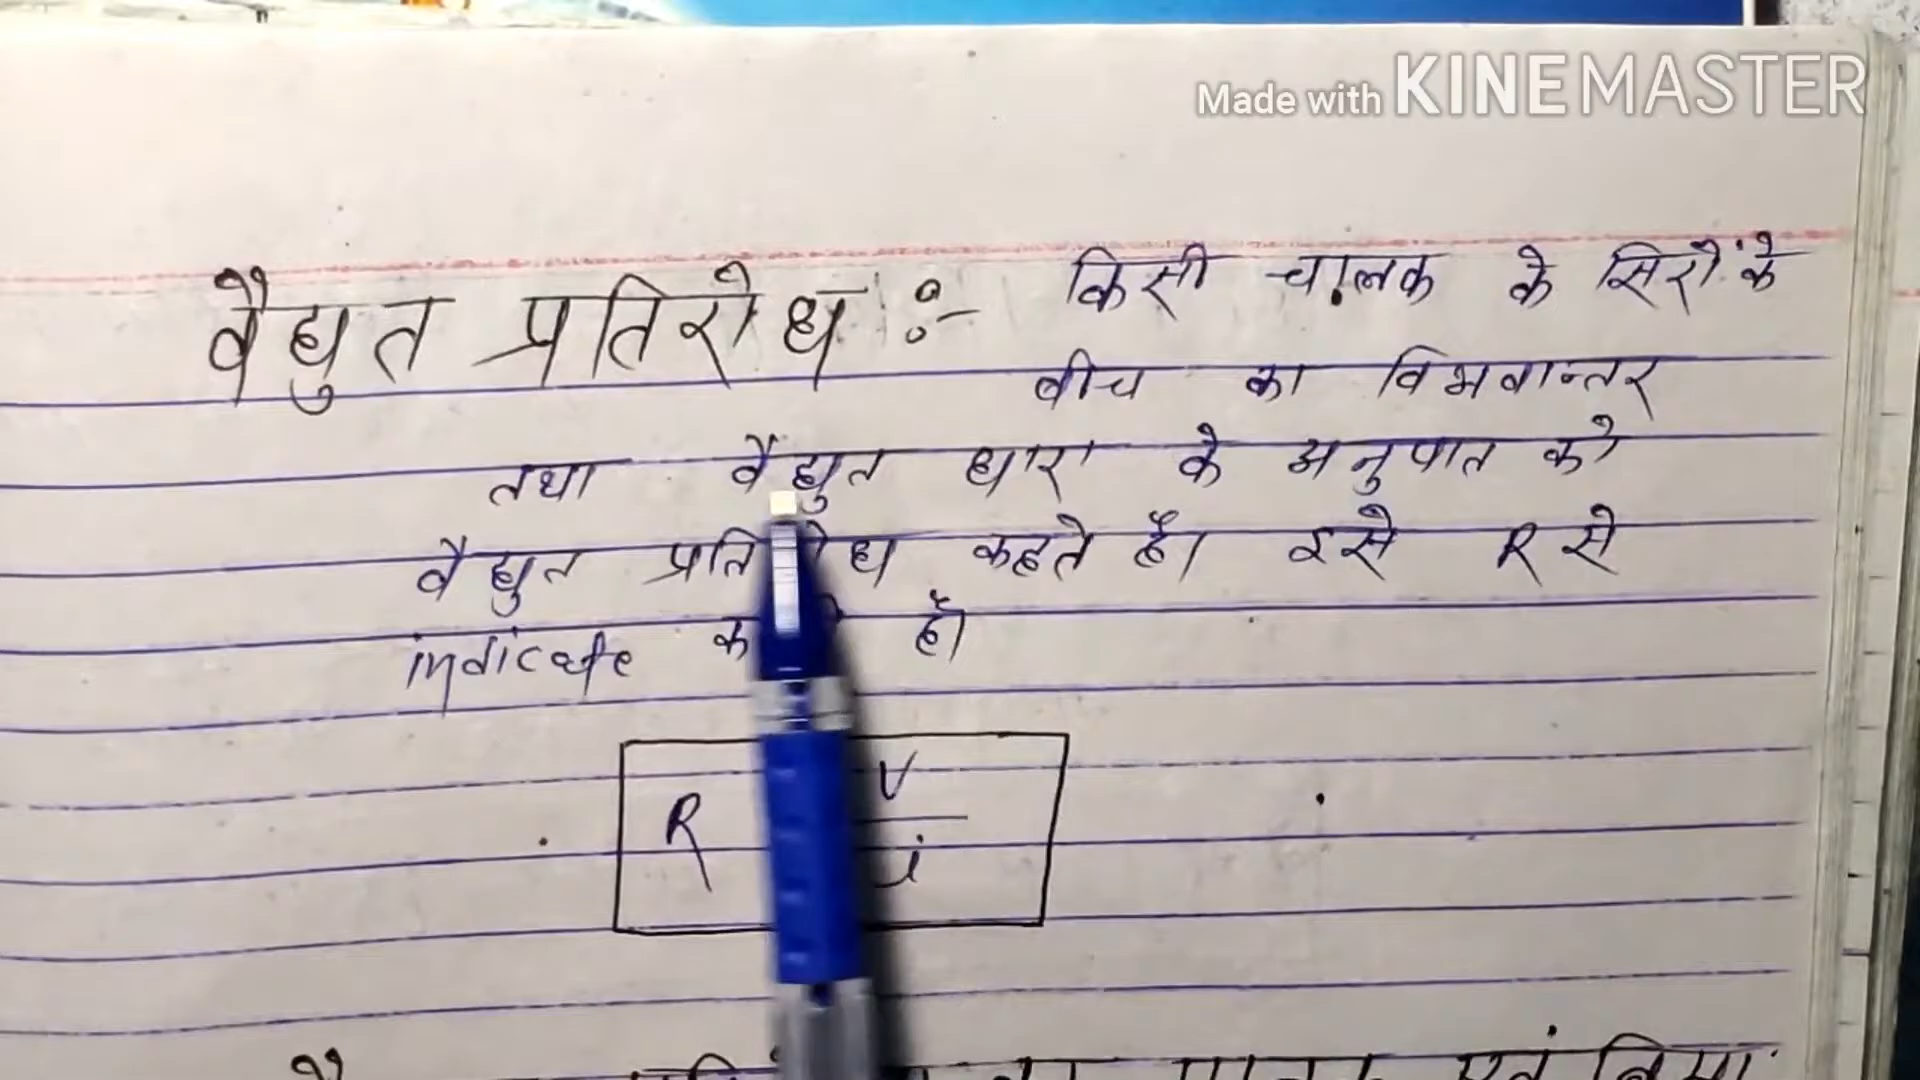 Made with KINEMASTER
वैद्युत प्रतिरोध :- किसी चालक के सिरों के
बीच का विभवान्तर
तथा वैद्युत धारा के अनुपात को
वैद्युत प्रतिरोध कहते है। इसे R से
indicate है।
R V
i